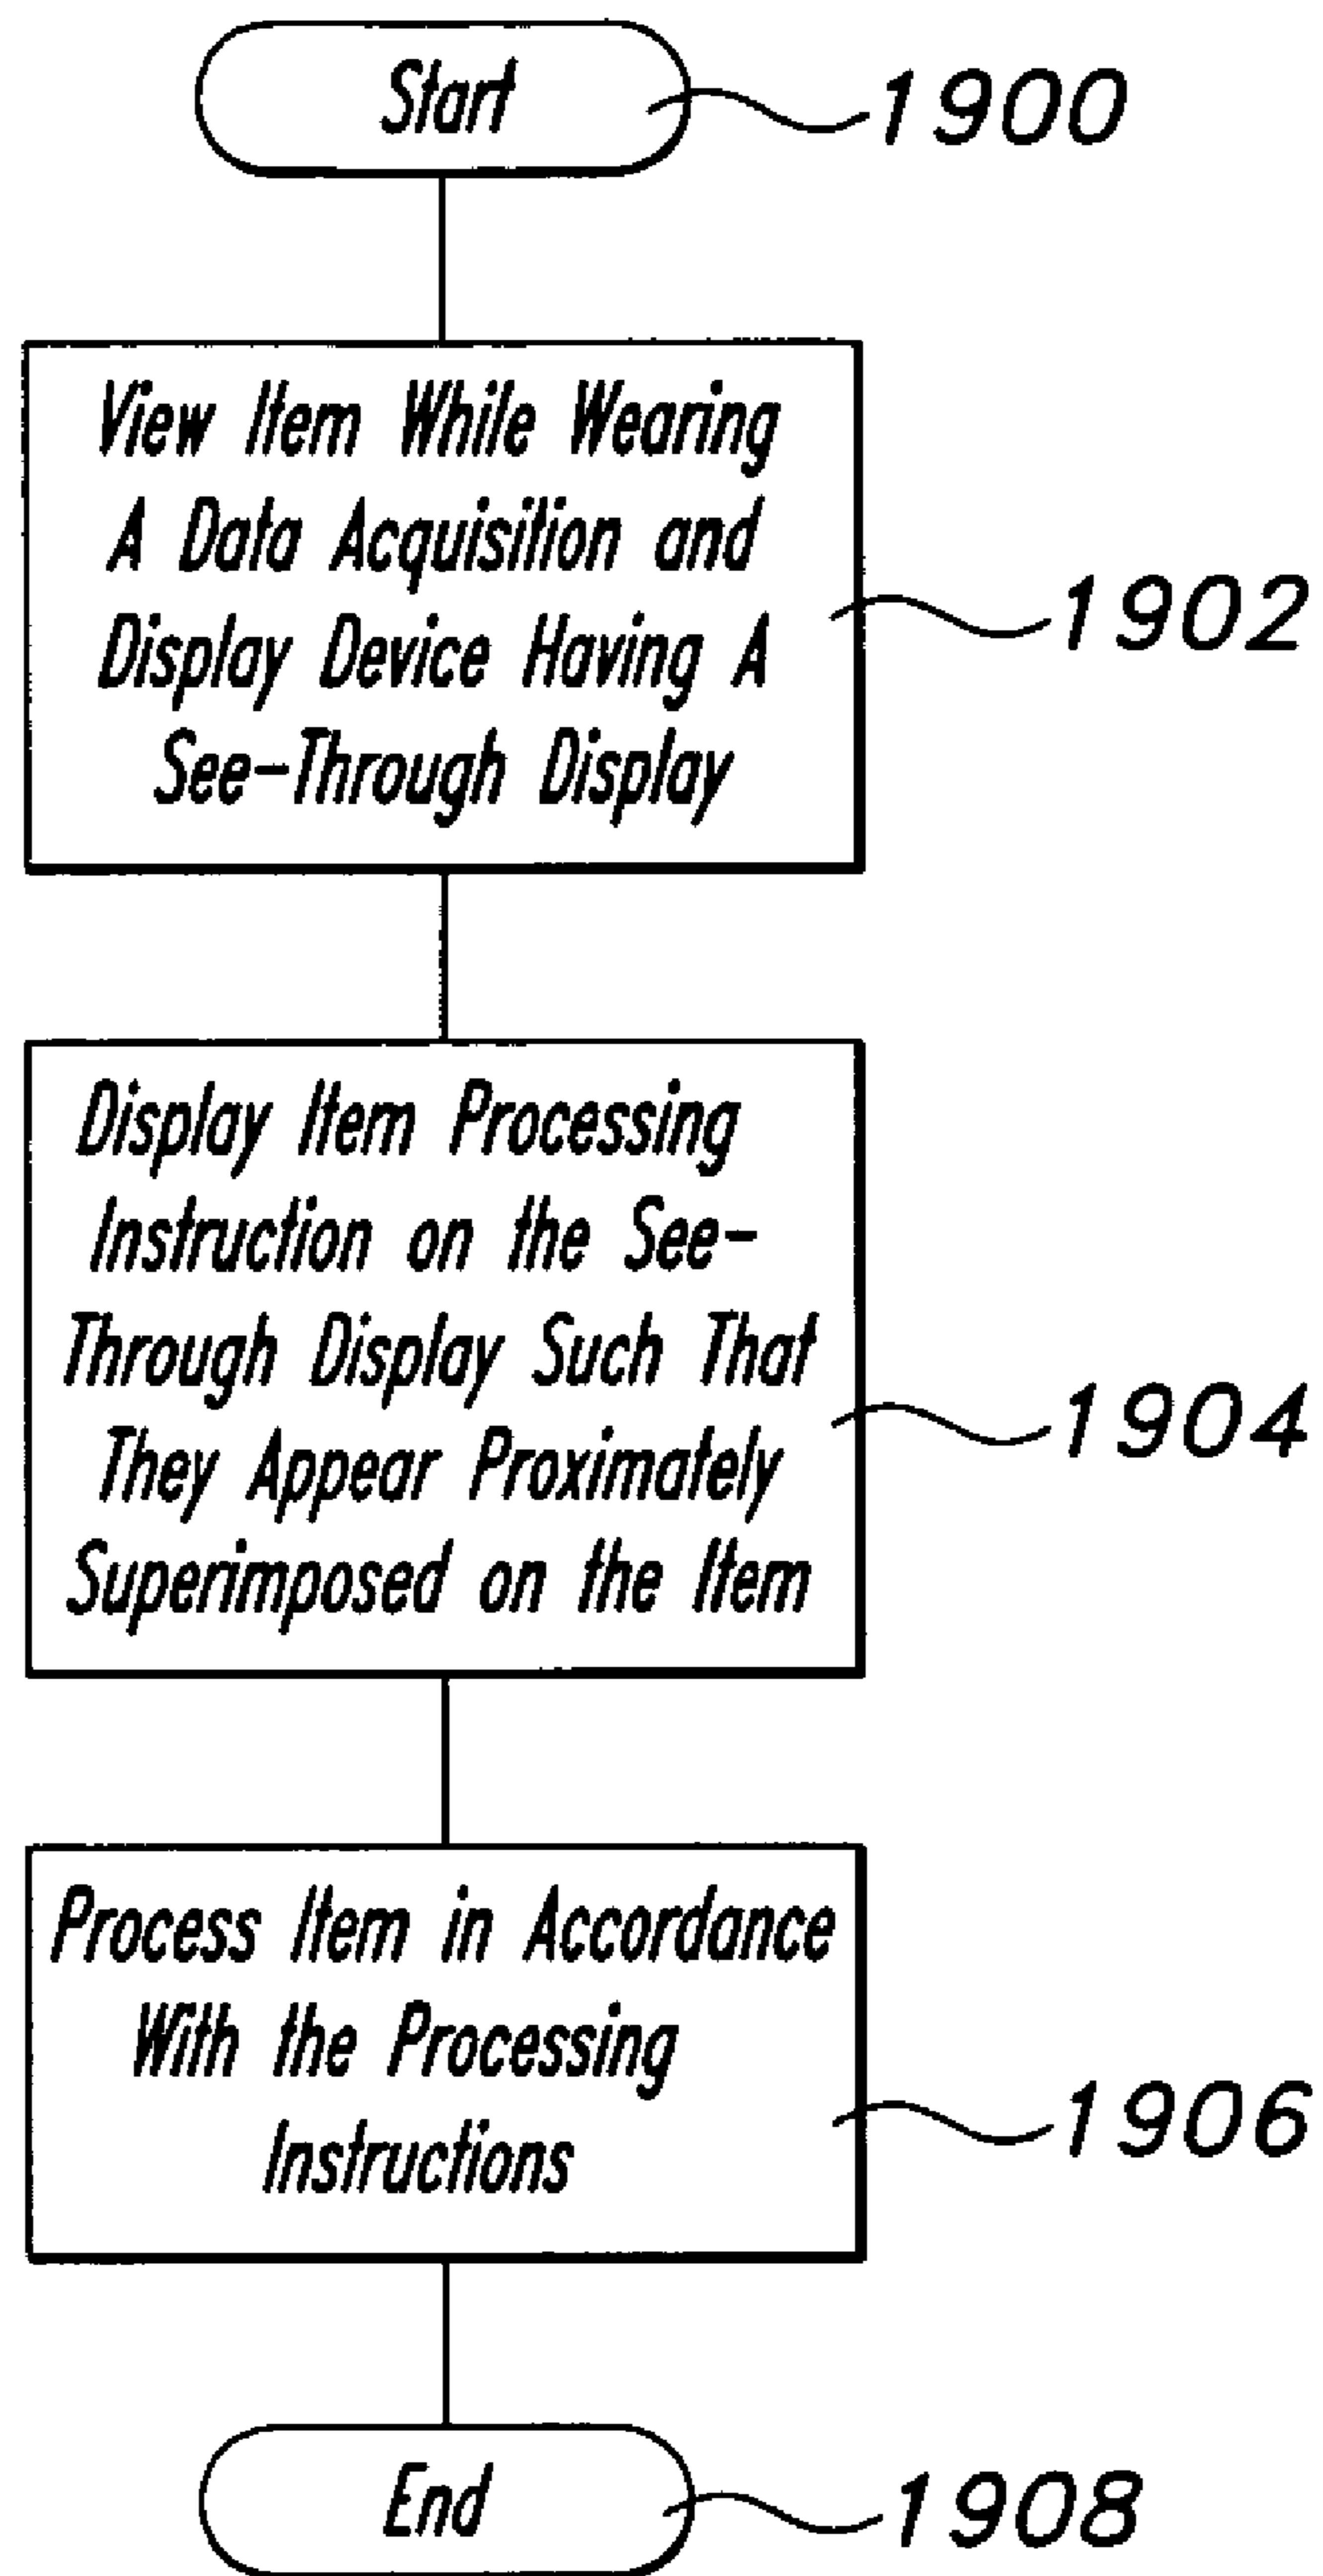 Start
1900
View Item While Wearing
A Data Acquisition and
Display Device Having A
See-Through Display
1902
Display Item Processing
Instruction on the See-
Through Display Such That
They Appear Proximately
Superimposed on the Item
1904
Process Item in Accordance
With the Processing
Instructions
1906
End
1908